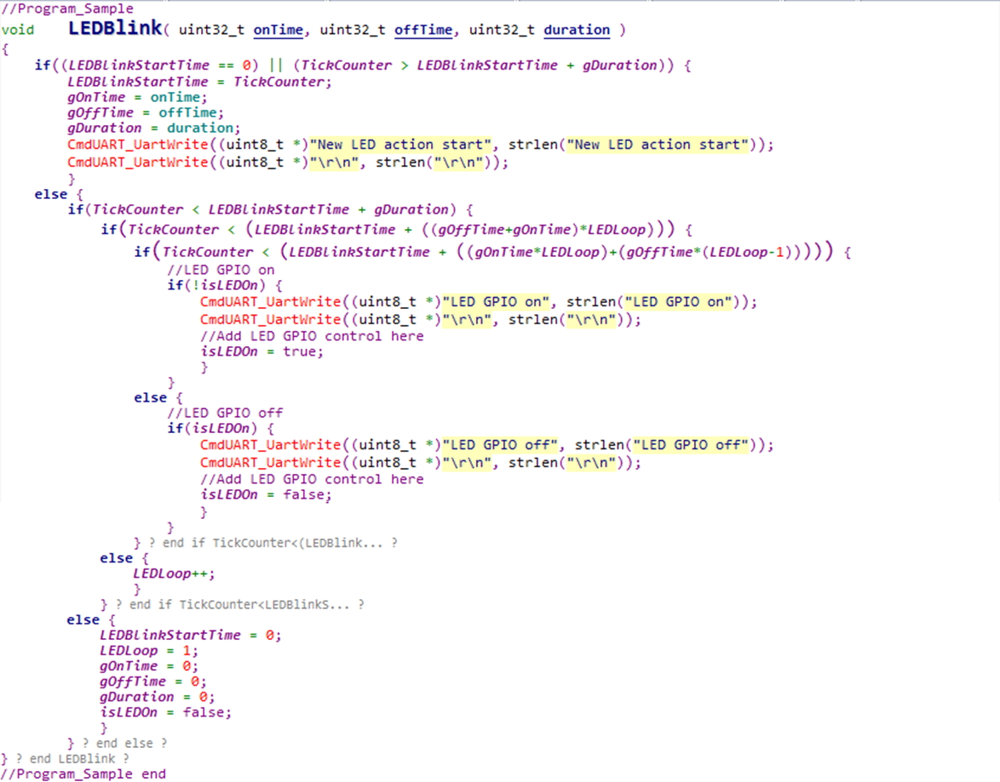 //Program_Sample
void LEDBlink( uint32_t onTime, uint32_t offTime, uint32_t duration )
{
if((LEDBlinkStartTime == 0) || (TickCounter > LEDBlinkStartTime + gDuration)) {
LEDBlinkStartTime = TickCounter;
gOnTime = onTime;
gOffTime = offTime;
gDuration = duration;
CmdUART_UartWrite((uint8_t *)"New LED action start", strlen("New LED action start"));
CmdUART_UartWrite((uint8_t *)"\r\n", strlen("\r\n"));
}
else {
if(TickCounter < LEDBlinkStartTime + gDuration) {
if(TickCounter < (LEDBlinkStartTime + ((gOffTime+gOnTime)*LEDLoop))) {
if(TickCounter < (LEDBlinkStartTime + ((gOnTime*LEDLoop)+(gOffTime*(LEDLoop-1))))) {
//LED GPIO on
if(!isLEDOn) {
CmdUART_UartWrite((uint8_t *)"LED GPIO on", strlen("LED GPIO on"));
CmdUART_UartWrite((uint8_t *)"\r\n", strlen("\r\n"));
//Add LED GPIO control here
isLEDOn = true;
}
}
else {
//LED GPIO off
if(isLEDOn) {
CmdUART_UartWrite((uint8_t *)"LED GPIO off", strlen("LED GPIO off"));
CmdUART_UartWrite((uint8_t *)"\r\n", strlen("\r\n"));
//Add LED GPIO control here
isLEDOn = false;
}
}
} ? end if TickCounter<(LEDBlink... ?
else {
LEDLoop++;
}
} ? end if TickCounter<LEDBlinkS... ?
else {
LEDBlinkStartTime = 0;
LEDLoop = 1;
gOnTime = 0;
gOffTime = 0;
gDuration = 0;
isLEDOn = false;
}
} ? end else ?
} ? end LEDBlink ?
//Program_Sample end